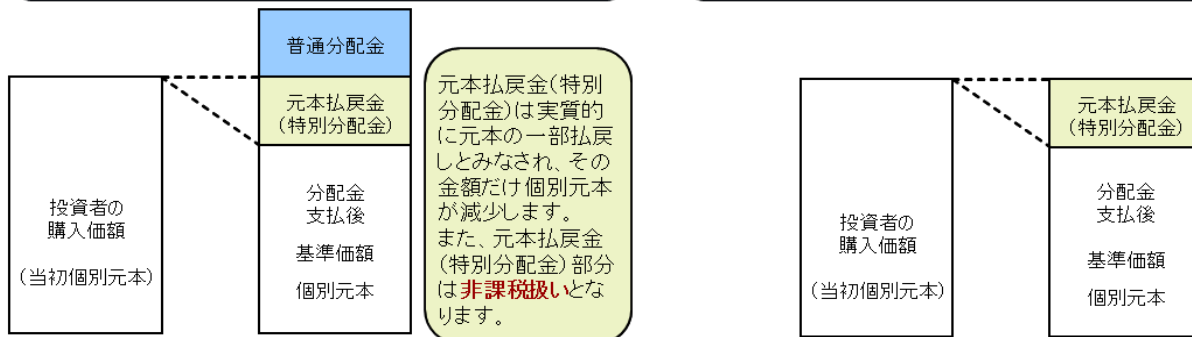 普通分配金
元本払戻金
(特別分配金)
投資者の
購入価額
(当初個別元本)
分配金
支払後
基準価額
個別元本
元本払戻金(特別
分配金)は実質的
に元本の一部払戻
しとみなされ、その
金額だけ個別元本
が減少します。
また、元本払戻金
(特別分配金)部分
は非課税扱いとな
ります。
投資者の
購入価額
(当初個別元本)
元本払戻金
(特別分配金)
分配金
支払後
基準価額
個別元本